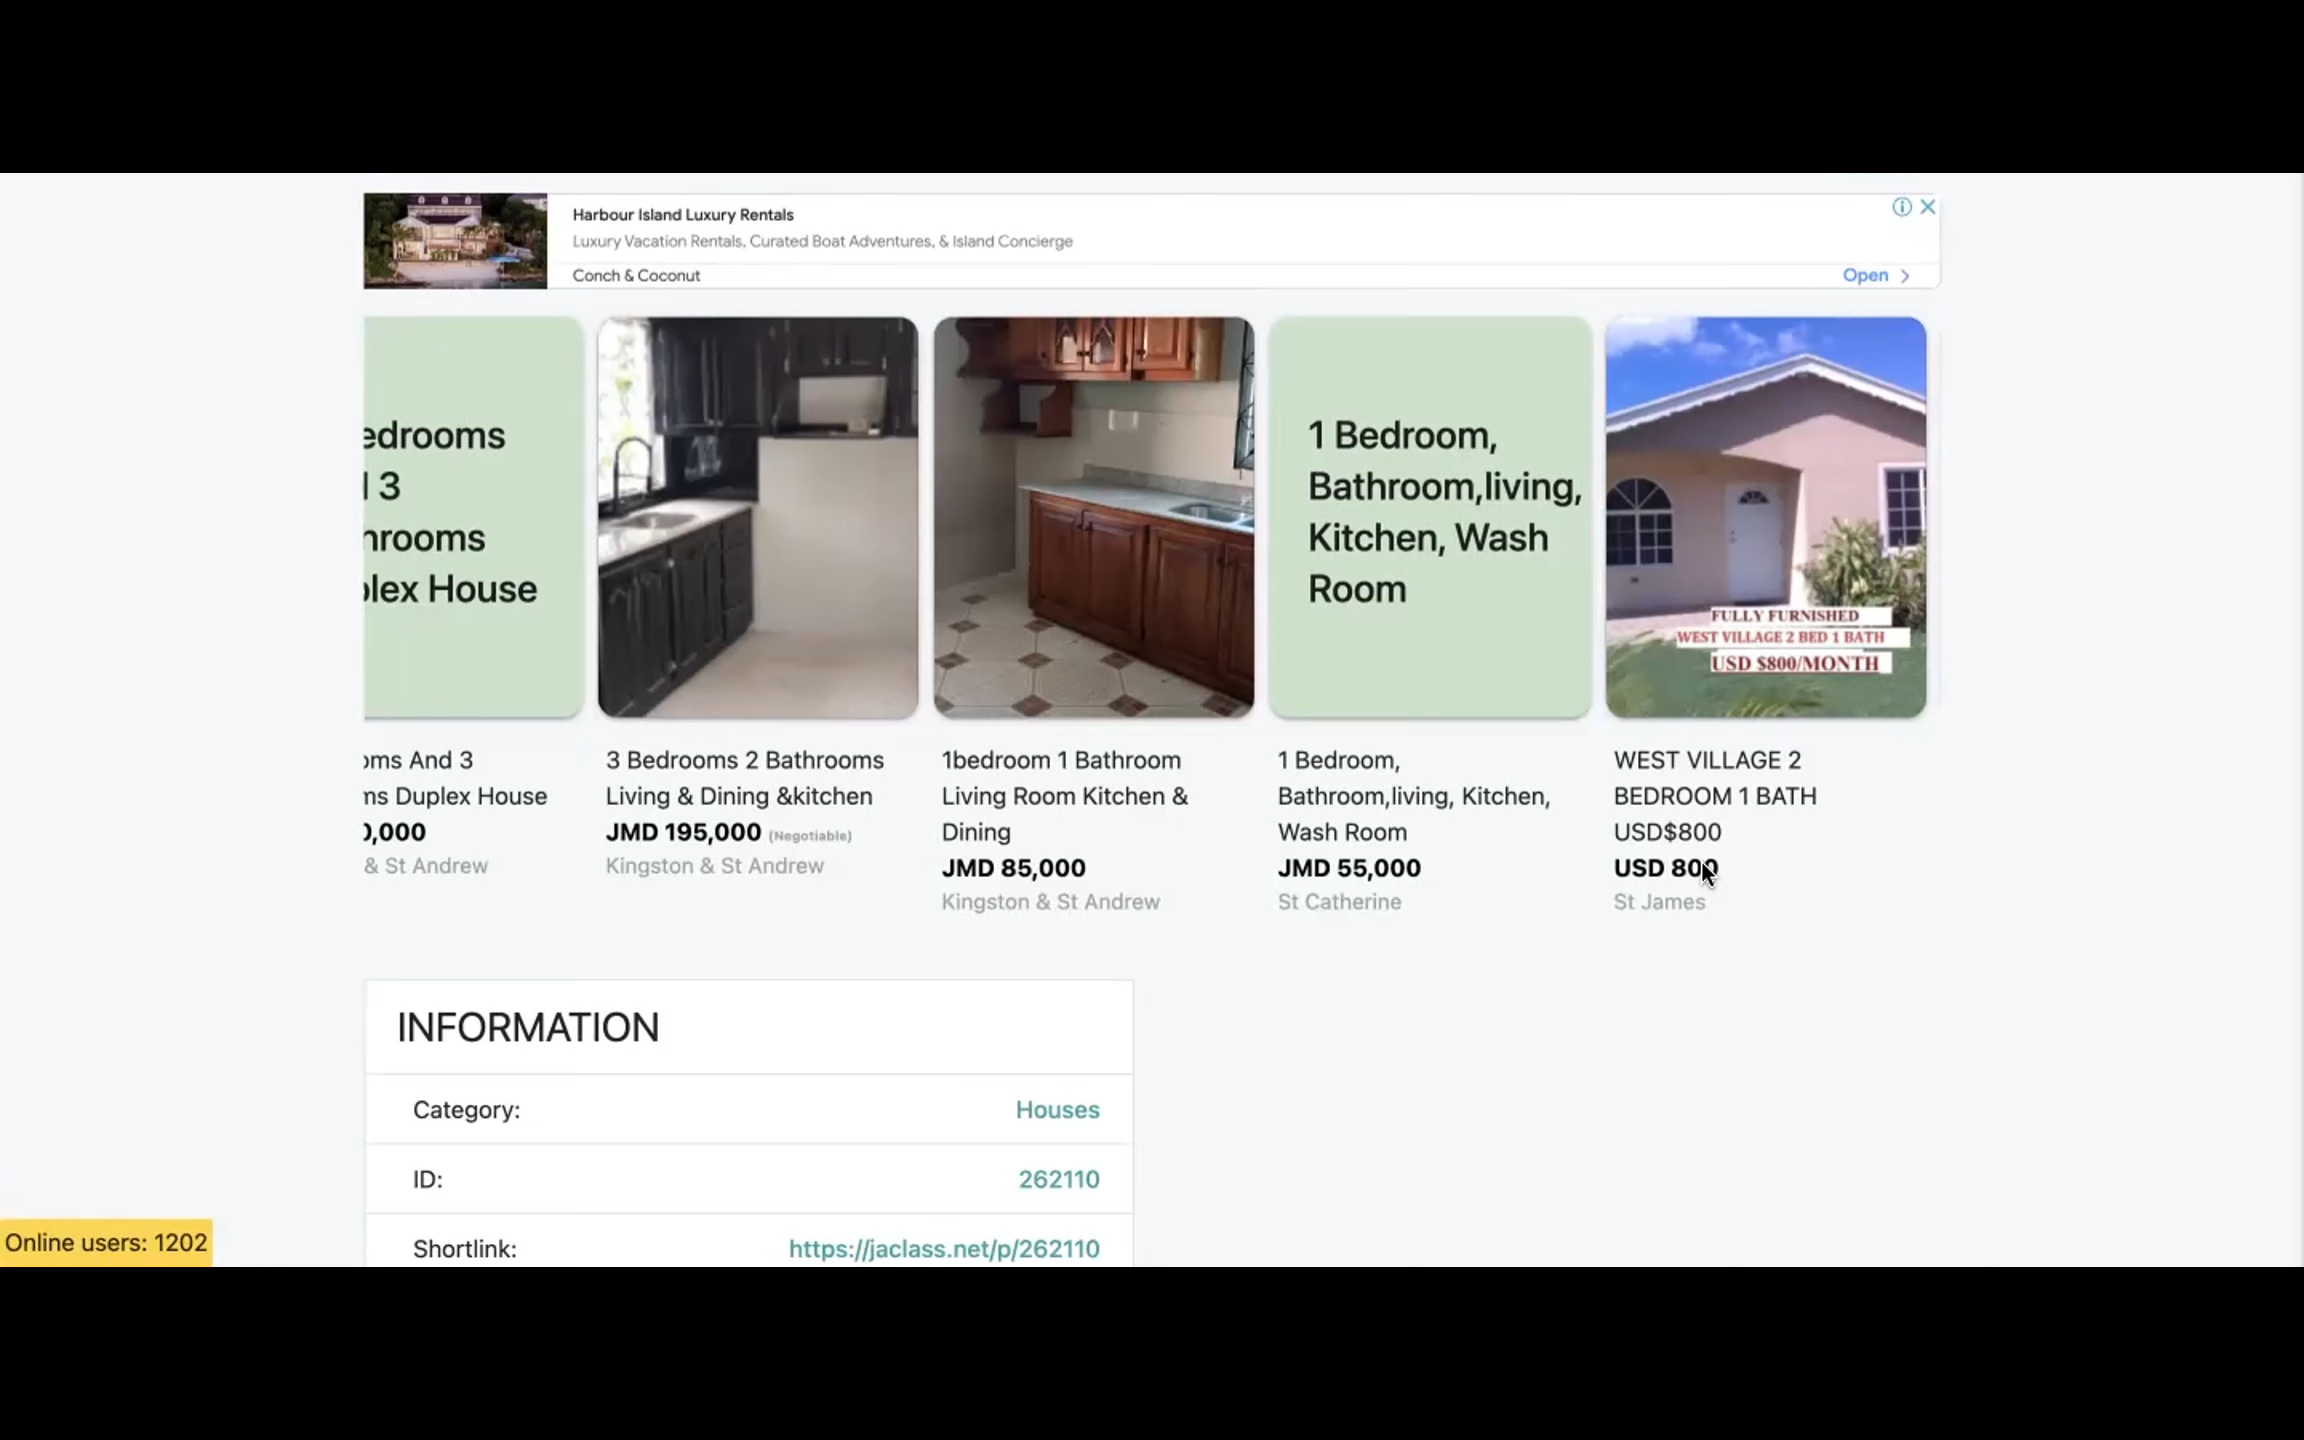 Harbour Island Luxury Rentals
Luxury Vacation Rentals, Curated Boat Adventures, & Island Concierge
Conch & Coconut
Open
edrooms
3
hrooms
plex House
1 Bedroom,
Bathroom,living,
Kitchen, Wash
Room
FULLY FURNISHED
WEST VILLAGE 2 BED 1 BATH
USD $800/MONTH
oms And 3
ms Duplex House
0,000
& St Andrew
3 Bedrooms 2 Bathrooms
Living & Dining &kitchen
JMD 195,000 (Negotiable)
Kingston & St Andrew
1bedroom 1 Bathroom
Living Room Kitchen &
Dining
JMD 85,000
Kingston & St Andrew
1 Bedroom,
Bathroom,living, Kitchen,
Wash Room
JMD 55,000
St Catherine
WEST VILLAGE 2
BEDROOM 1 BATH
USD$800
USD 800
St James
INFORMATION
Category: Houses
ID: 262110
Shortlink: https://jaclass.net/p/262110
Online users: 1202